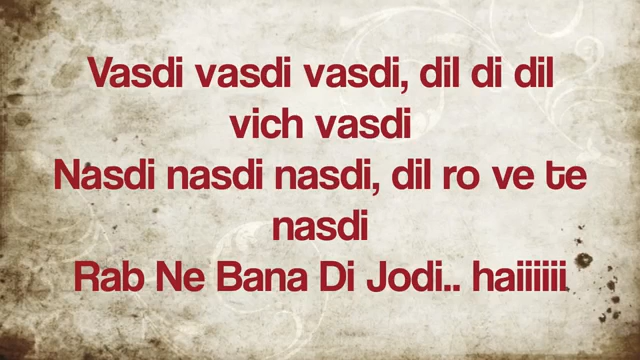 Vasdi vasdi vasdi, dil di dil
vich vasdi
Nasdi nasdi nasdi, dil ro ve te
nasdi
Rab Ne Bana Di Jodi.. haiiiiii